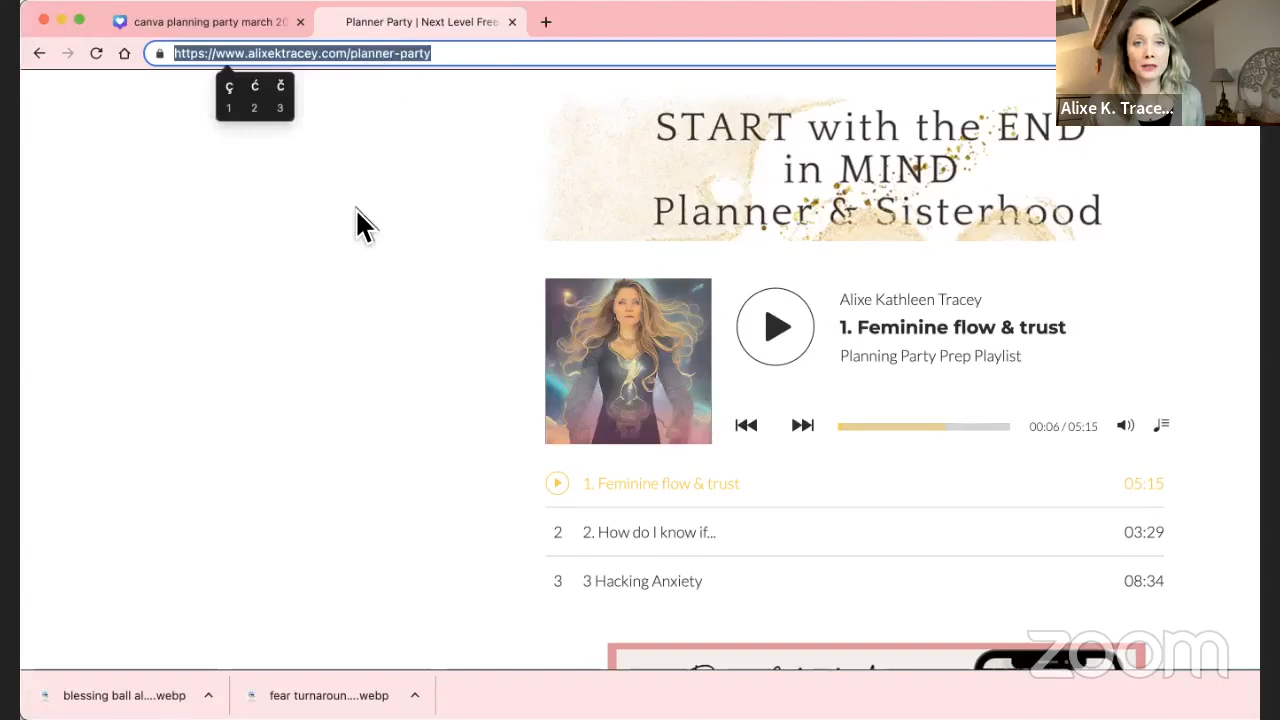 canva planning party march 20
Planner Party | Next Level Free
https://www.alixektracey.com/planner-party
ç ć č
1 2 3
Alixe K. Trace...
START with the END
in MIND
Planner & Sisterhood
Alixe Kathleen Tracey
1. Feminine flow & trust
Planning Party Prep Playlist
00:06 / 05:15
1. Feminine flow & trust 05:15
2 2. How do I know if... 03:29
3 3 Hacking Anxiety 08:34
zoom
blessing ball al....webp
fear turnaroun....webp